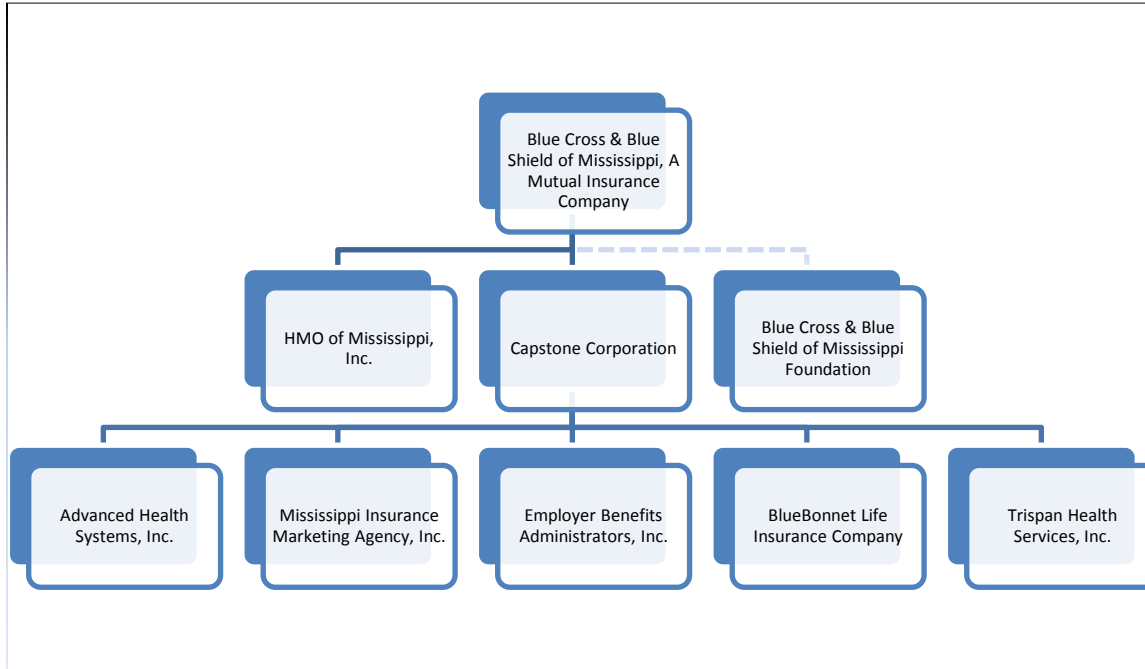 Blue Cross & Blue
Shield of Mississippi, A
Mutual Insurance
Company
HMO of Mississippi,
Inc.
Capstone Corporation
Blue Cross & Blue
Shield of Mississippi
Foundation
Advanced Health
Systems, Inc.
Mississippi Insurance
Marketing Agency, Inc.
Employer Benefits
Administrators, Inc.
BlueBonnet Life
Insurance Company
Trispan Health
Services, Inc.